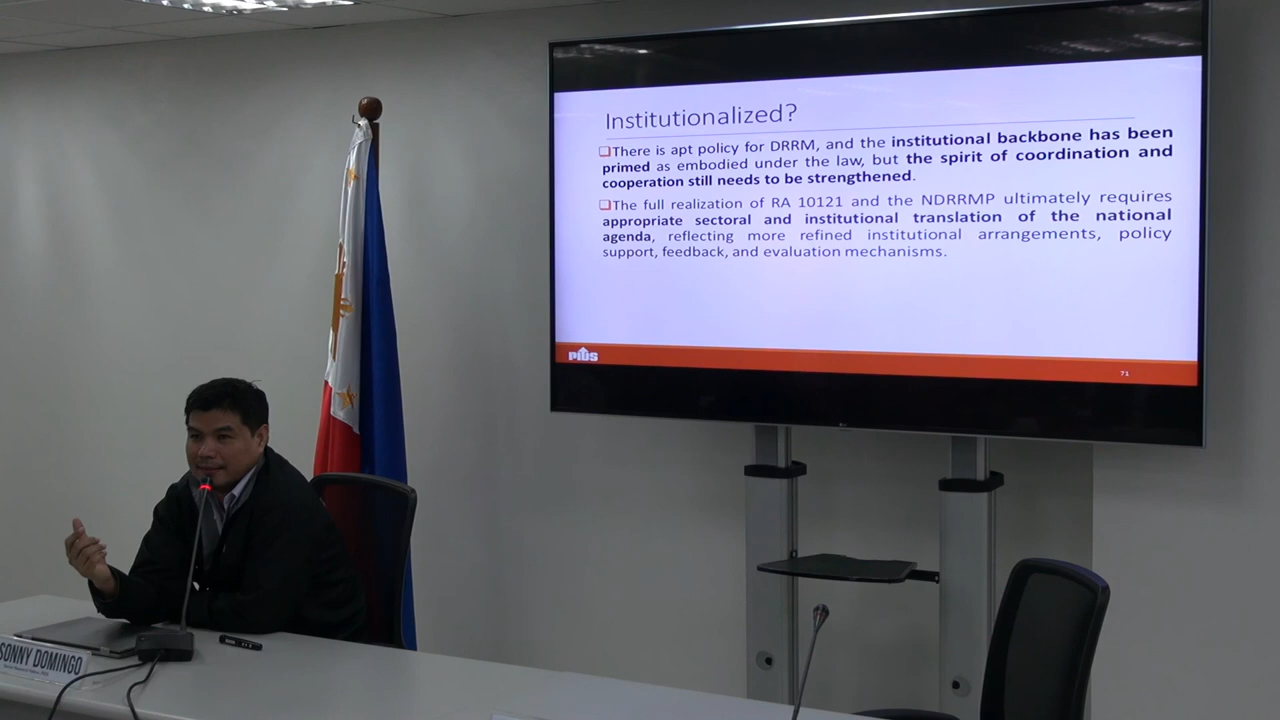 Institutionalized?
❑There is apt policy for DRRM, and the institutional backbone has been
primed as embodied under the law, but the spirit of coordination and
cooperation still needs to be strengthened.
❑The full realization of RA 10121 and the NDRRMP ultimately requires
appropriate sectoral and institutional translation of the national
agenda, reflecting more refined institutional arrangements, policy
support, feedback, and evaluation mechanisms.
PIDS
71
SONNY DOMINGO